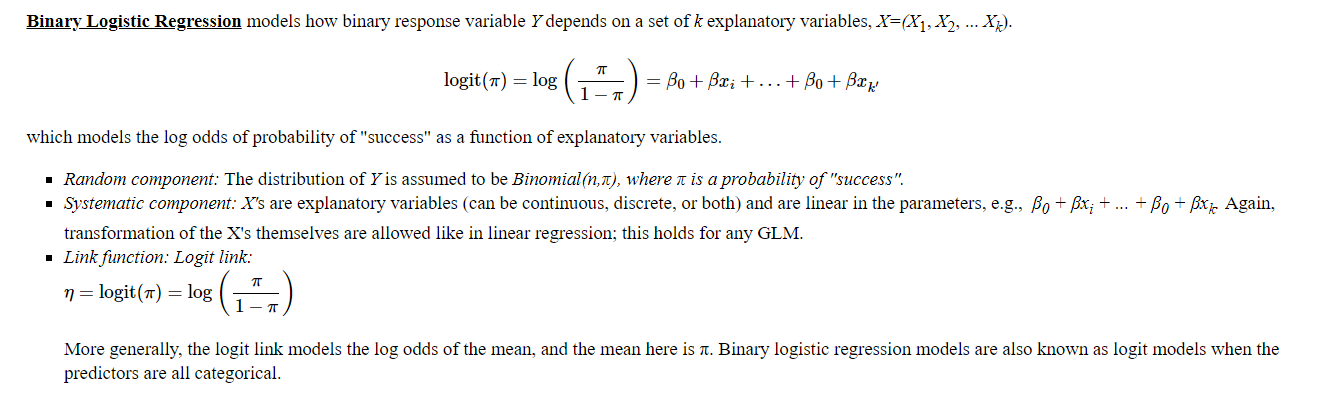 Binary Logistic Regression models how binary response variable Y depends on a set of k explanatory variables, X=(X₁, X₂, ... Xₖ).
logit(π) = log (π / 1 − π) = β₀ + βxᵢ + … + β₀ + βxₖ′
which models the log odds of probability of "success" as a function of explanatory variables.
▪ Random component: The distribution of Y is assumed to be Binomial(n,π), where π is a probability of "success".
▪ Systematic component: X's are explanatory variables (can be continuous, discrete, or both) and are linear in the parameters, e.g., β₀ + βxᵢ + ... + β₀ + βxₖ. Again,
transformation of the X's themselves are allowed like in linear regression; this holds for any GLM.
▪ Link function: Logit link:
η = logit(π) = log (π / 1 − π)
More generally, the logit link models the log odds of the mean, and the mean here is π. Binary logistic regression models are also known as logit models when the
predictors are all categorical.